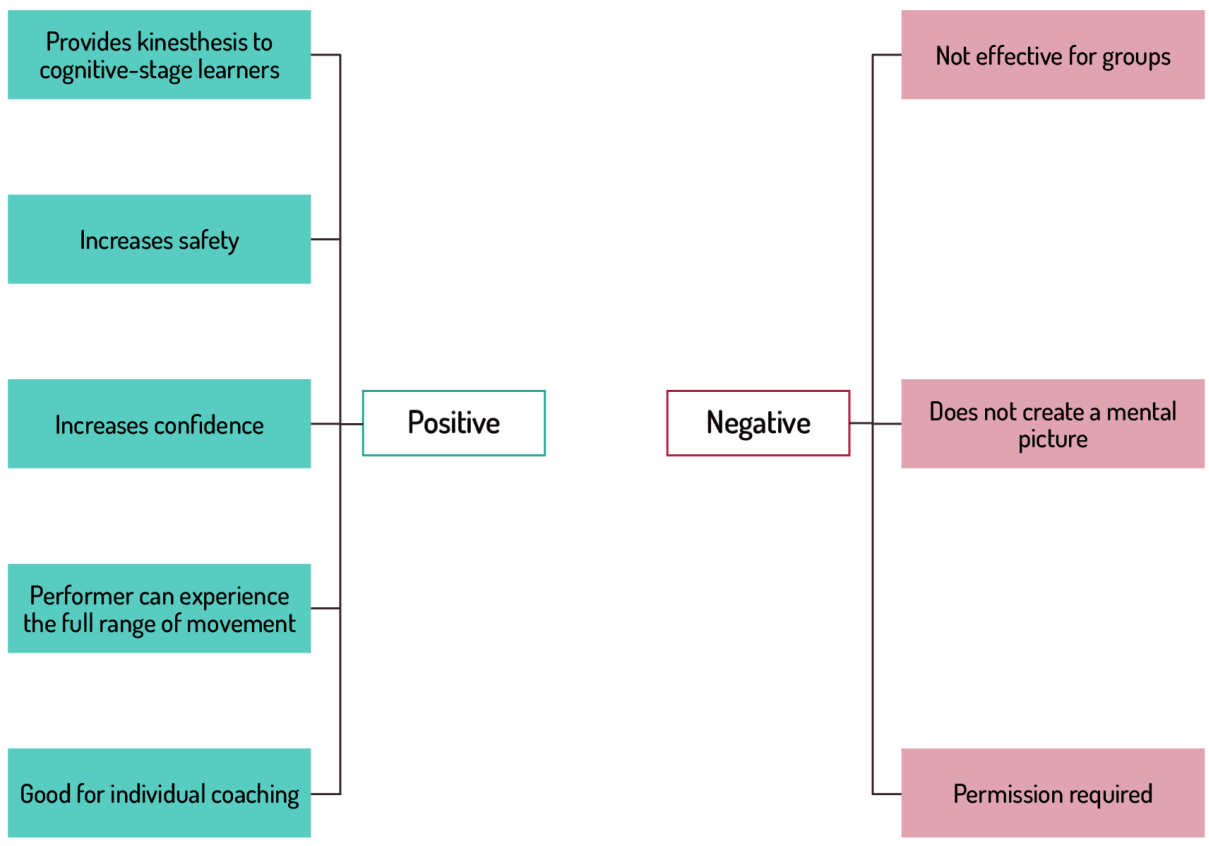 Provides kinesthesis to
cognitive-stage learners
Increases safety
Increases confidence
Performer can experience
the full range of movement
Good for individual coaching
Positive
Negative
Not effective for groups
Does not create a mental
picture
Permission required